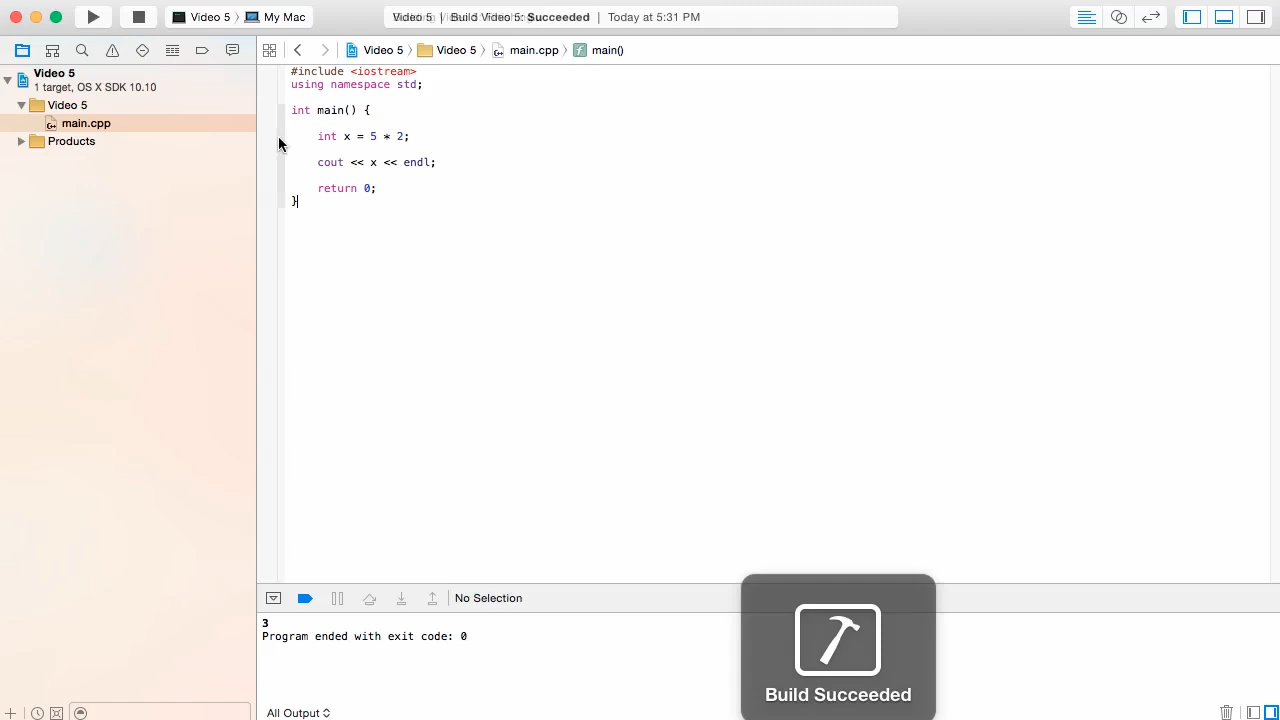 Video 5 My Mac
Build Video 5: Succeeded | Today at 5:31 PM
Video 5 Video 5 main.cpp main()
Video 5
1 target, OS X SDK 10.10
Video 5
main.cpp
Products
#include <iostream>
using namespace std;
int main() {
int x = 5 * 2;
cout << x << endl;
return 0;
}
No Selection
3
Program ended with exit code: 0
Build Succeeded
All Output